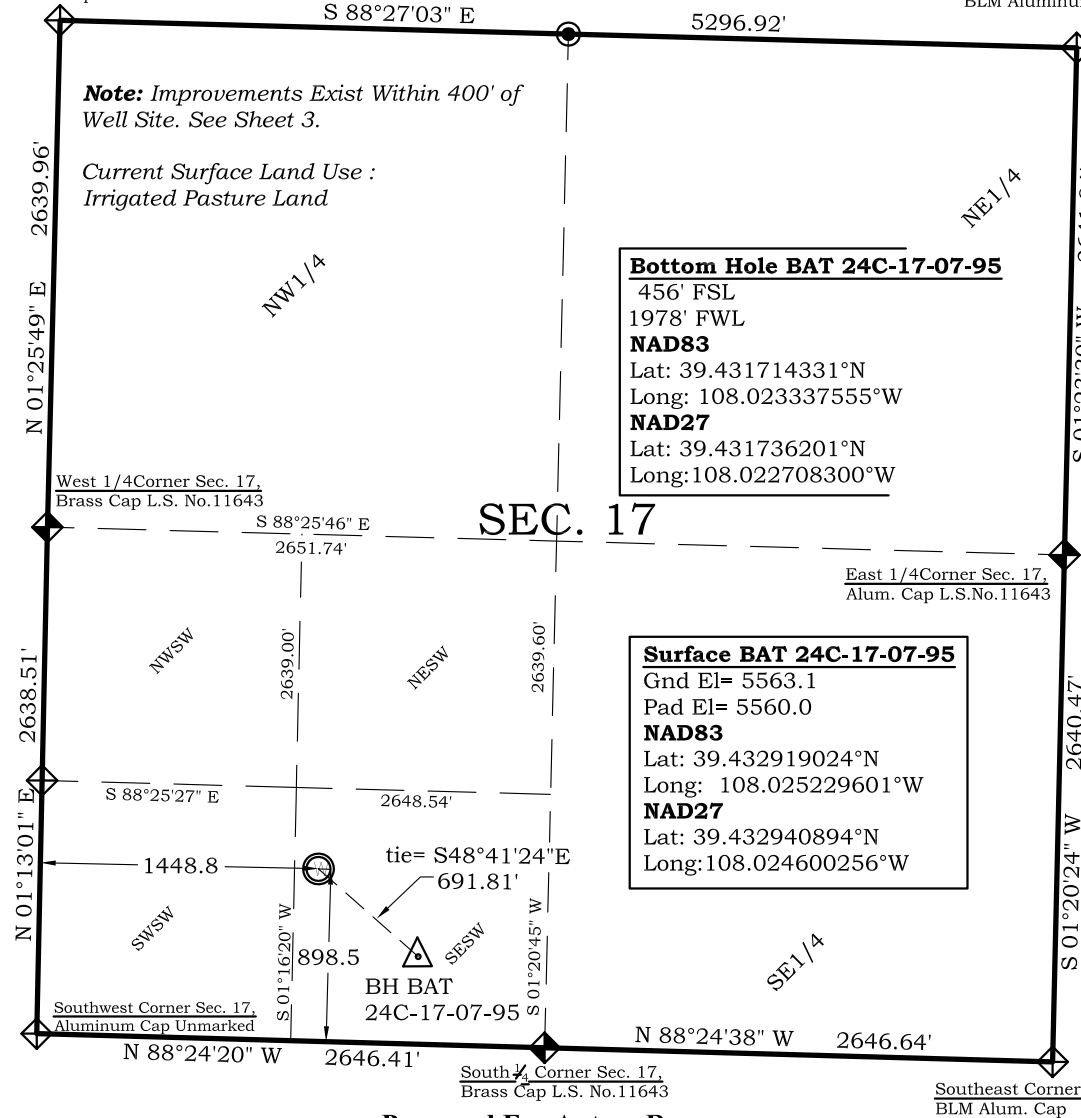 BLM Aluminum
S 88°27'03" E
5296.92'
Note: Improvements Exist Within 400' of
Well Site. See Sheet 3.
Current Surface Land Use :
Irrigated Pasture Land
2639.96'
N 01°25'49" E
NW1/4
NE1/4
Bottom Hole BAT 24C-17-07-95
456' FSL
1978' FWL
NAD83
Lat: 39.431714331°N
Long: 108.023337555°W
NAD27
Lat: 39.431736201°N
Long:108.022708300°W
West 1/4Corner Sec. 17,
Brass Cap L.S. No.11643
S 88°25'46" E
2651.74'
SEC. 17
East 1/4Corner Sec. 17,
Alum. Cap L.S.No.11643
NWSW
2639.00'
NESW
2639.60'
2638.51'
N 01°13'01" E
Surface BAT 24C-17-07-95
Gnd El= 5563.1
Pad El= 5560.0
NAD83
Lat: 39.432919024°N
Long: 108.025229601°W
NAD27
Lat: 39.432940894°N
Long:108.024600256°W
2640.47'
S 01°20'24" W
S 88°25'27" E
2648.54'
1448.8
tie= S48°41'24"E
691.81'
SWSW
S 01°16'20" W
898.5
SESW
S 01°20'45" W
BH BAT
24C-17-07-95
SE1/4
Southwest Corner Sec. 17,
Aluminum Cap Unmarked
N 88°24'20" W
2646.41'
N 88°24'38" W
2646.64'
South 1/4 Corner Sec. 17,
Brass Cap L.S. No.11643
Southeast Corner
BLM Alum. Cap